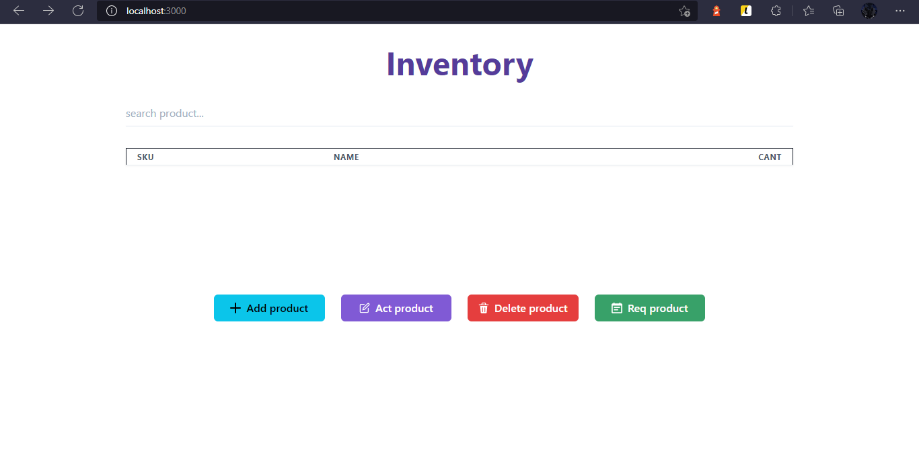 localhost:3000
Inventory
search product...
SKU NAME CANT
Add product Act product Delete product Req product